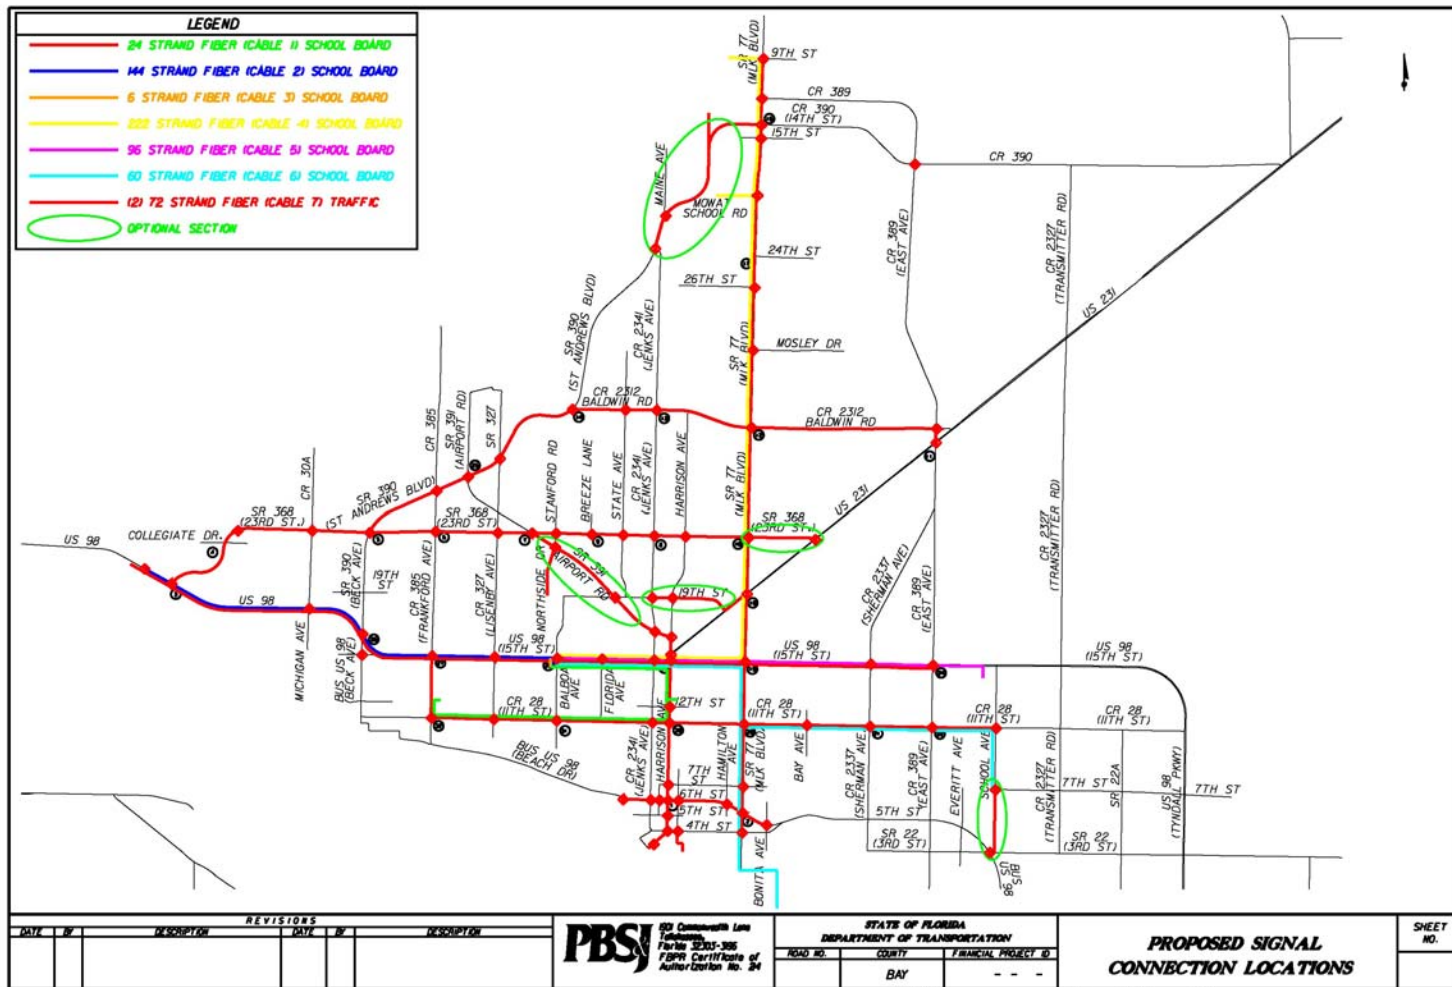 LEGEND
24 STRAND FIBER (CABLE 1) SCHOOL BOARD
144 STRAND FIBER (CABLE 2) SCHOOL BOARD
6 STRAND FIBER (CABLE 3) SCHOOL BOARD
222 STRAND FIBER (CABLE 4) SCHOOL BOARD
96 STRAND FIBER (CABLE 5) SCHOOL BOARD
60 STRAND FIBER (CABLE 6) SCHOOL BOARD
(2) 72 STRAND FIBER (CABLE 7) TRAFFIC
OPTIONAL SECTION
SR 77
(MLK BLVD)
9TH ST
CR 389
CR 390
(14TH ST)
15TH ST
CR 390
MAINE AVE
MOWAT
SCHOOL RD
24TH ST
26TH ST
CR 389
(EAST AVE)
CR 2327
(TRANSMITTER RD)
US 231
SR 390
(ST ANDREWS BLVD)
CR 2341
(JENKS AVE)
SR 77
(MLK BLVD)
MOSLEY DR
CR 2312
BALDWIN RD
CR 2312
BALDWIN RD
CR 385
SR 391
(AIRPORT RD)
SR 327
CR 30A
SR 390
(ST ANDREWS BLVD)
STANFORD RD
BREEZE LANE
STATE AVE
CR 2341
(JENKS AVE)
HARRISON AVE
SR 77
(MLK BLVD)
US 231
SR 368
(23RD ST.)
SR 368
(23RD ST)
SR 368
(23RD ST.)
COLLEGIATE DR.
US 98
SR 390
(BECK AVE)
19TH
ST
CR 385
(FRANKFORD AVE)
CR 327
(LISENBY AVE)
NORTHSIDE DR
SR 391
AIRPORT RD
19TH ST
CR 2337
(SHERMAN AVE)
CR 389
(EAST AVE)
CR 2327
(TRANSMITTER RD)
US 98
MICHIGAN AVE
BUS US 98
(BECK AVE)
US 98
(15TH ST)
US 98
(15TH ST)
US 98
(15TH ST)
BALBOA
AVE
FLORIDA
AVE
12TH ST
CR 28
(11TH ST)
CR 28
(11TH ST)
CR 28
(11TH ST)
CR 28
(11TH ST)
BUS US 98
(BEACH DR)
CR 2341
(JENKS AVE)
HARRISON AVE
HAMILTON
AVE
SR 77
(MLK BLVD)
BAY AVE
CR 2337
(SHERMAN AVE)
CR 389
(EAST AVE)
EVERITT AVE
SCHOOL AVE
CR 2327
(TRANSMITTER RD)
SR 22A
US 98
(TYNDALL PKWY)
7TH
ST
6TH ST
5TH ST
4TH ST
5TH ST
7TH ST
7TH ST
SR 22
(3RD ST)
SR 22
(3RD ST)
BONITA AVE
BUS
US 98
REVISIONS
DATE BY DESCRIPTION DATE BY DESCRIPTION
PBSJ
1901 Commonwealth Lane
Tallahassee,
FBPR Certificate of
Authorization No. 24
STATE OF FLORIDA
DEPARTMENT OF TRANSPORTATION
ROAD NO. COUNTY FINANCIAL PROJECT ID
BAY - - -
PROPOSED SIGNAL
CONNECTION LOCATIONS
SHEET
NO.